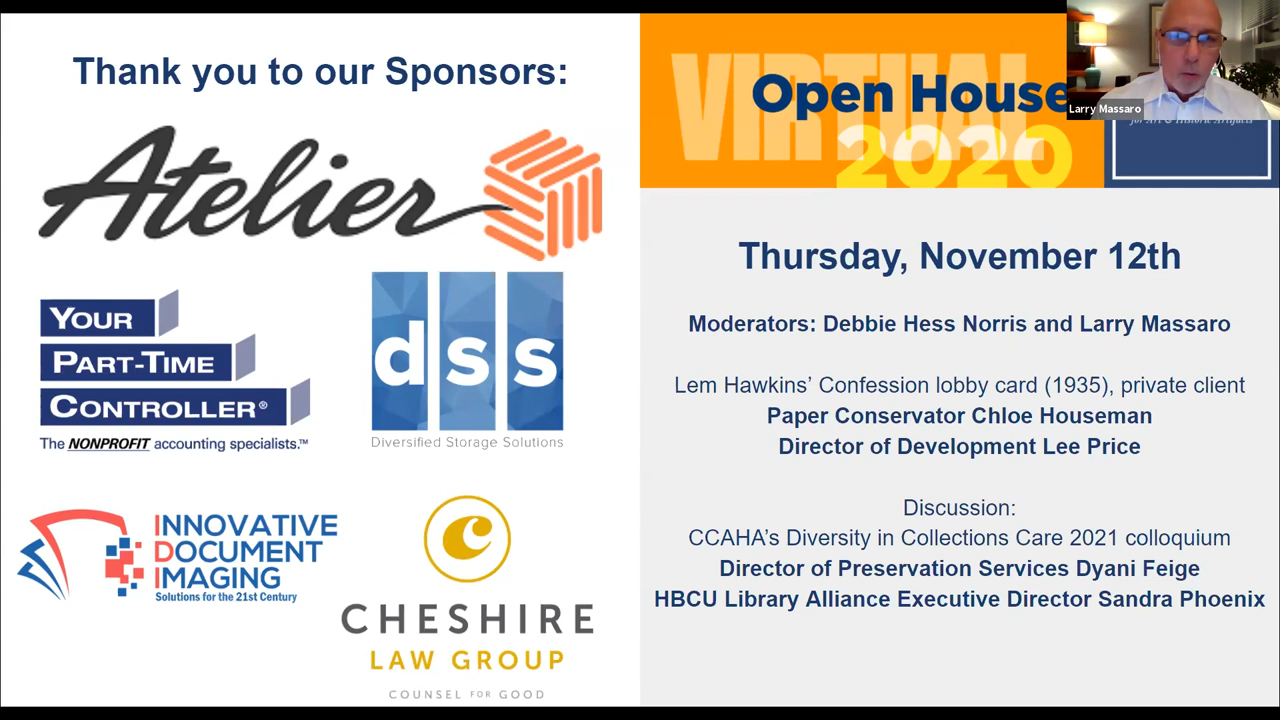 Thank you to our Sponsors:
Atelier
YOUR
PART-TIME
CONTROLLER®
The NONPROFIT accounting specialists.™
dss
Diversified Storage Solutions
INNOVATIVE
DOCUMENT
IMAGING
Solutions for the 21st Century
C
CHESHIRE
LAW GROUP
COUNSEL FOR GOOD
VIRTUAL
Open House
2020
Larry Massaro
for Art & Historic Artifacts
Thursday, November 12th
Moderators: Debbie Hess Norris and Larry Massaro
Lem Hawkins’ Confession lobby card (1935), private client
Paper Conservator Chloe Houseman
Director of Development Lee Price
Discussion:
CCAHA’s Diversity in Collections Care 2021 colloquium
Director of Preservation Services Dyani Feige
HBCU Library Alliance Executive Director Sandra Phoenix